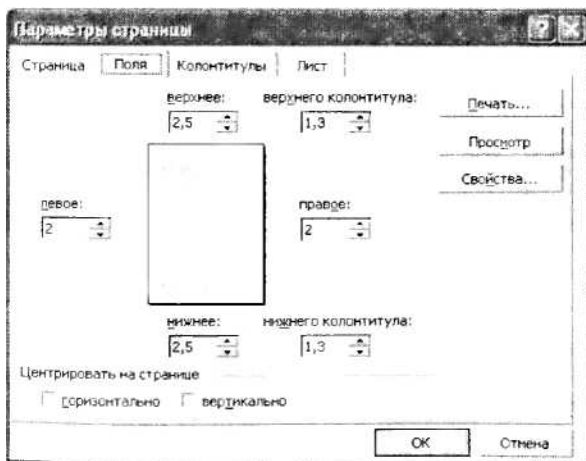 Параметры страницы
Страница Поля Колонтитулы Лист
верхнее: верхнего колонтитула:
2,5 1,3
Печать...
Просмотр
Свойства...
левое: правое:
2 2
нижнее: нижнего колонтитула:
2,5 1,3
Центрировать на странице
горизонтально вертикально
ОК Отмена